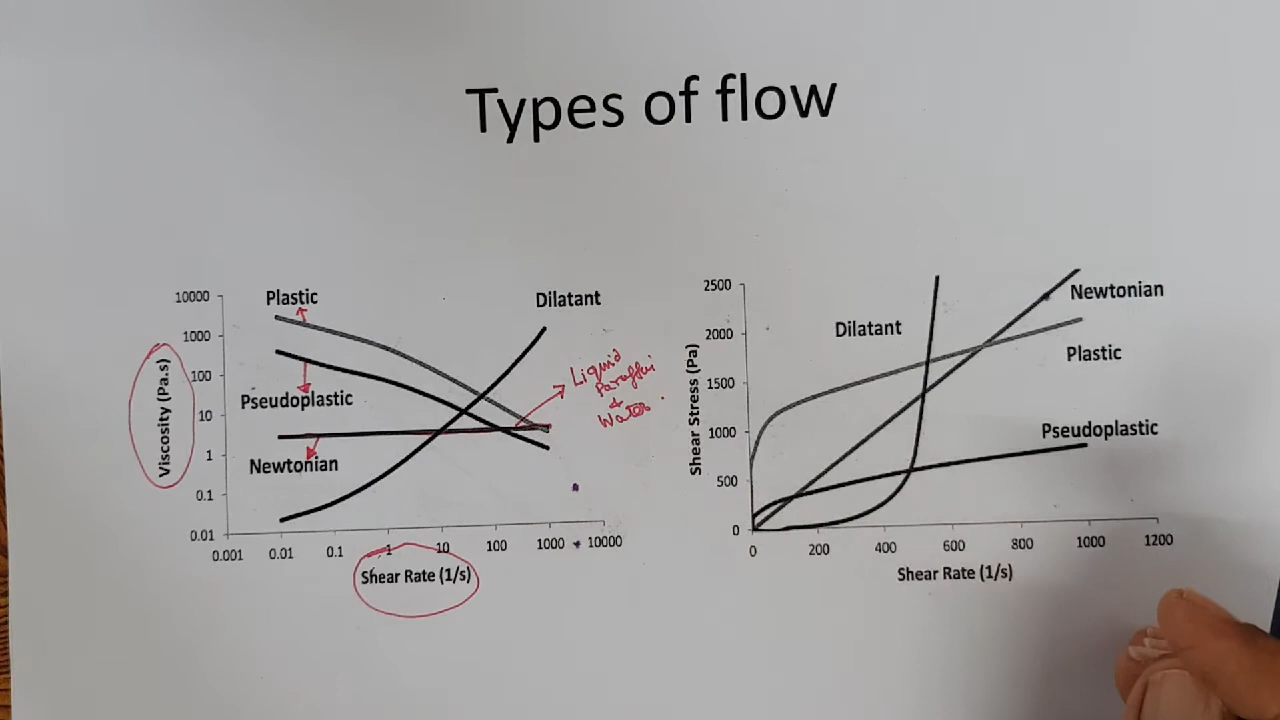 Types of flow
10000
1000
100
10
1
0.1
0.01
Viscosity (Pa.s)
Plastic
Pseudoplastic
Newtonian
Dilatant
Liquid
Paraffin
&
Water
0.001 0.01 0.1 1 10 100 1000 10000
Shear Rate (1/s)
2500
2000
1500
1000
500
0
Shear Stress (Pa)
Dilatant
Newtonian
Plastic
Pseudoplastic
0 200 400 600 800 1000 1200
Shear Rate (1/s)